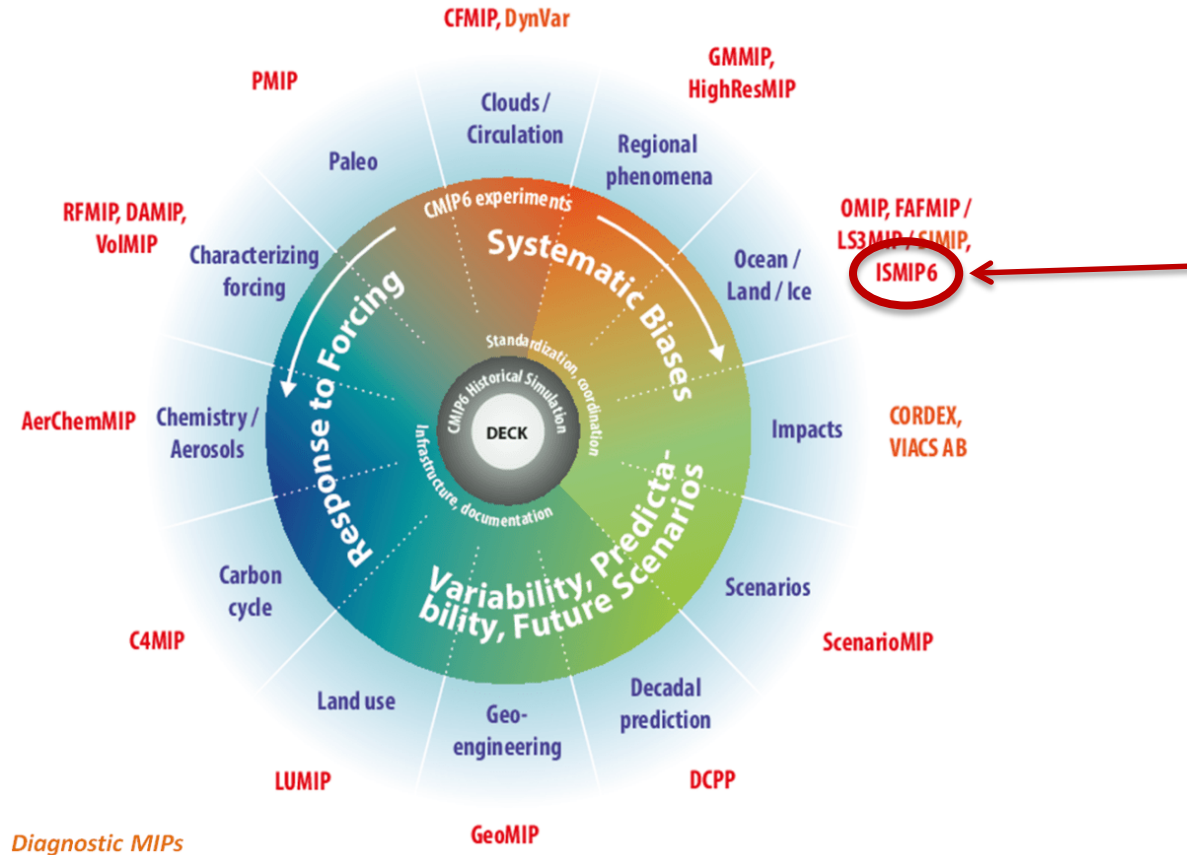 CFMIP, DynVar
GMMIP,
HighResMIP
PMIP
Clouds /
Circulation
Regional
phenomena
Paleo
OMIP, FAFMIP /
LS3MIP / SIMIP,
ISMIP6
RFMIP, DAMIP,
VolMIP
Characterizing
forcing
CMIP6 experiments
Systematic Biases
Ocean /
Land / Ice
Response to Forcing
Standardization, coordination
CMIP6 Historical Simulation
DECK
Infrastructure, documentation
AerChemMIP
Chemistry /
Aerosols
Impacts
CORDEX,
VIACS AB
Variability, Predicta-
bility, Future Scenarios
Carbon
cycle
Scenarios
C4MIP
ScenarioMIP
Land use
Geo-
engineering
Decadal
prediction
LUMIP
DCPP
GeoMIP
Diagnostic MIPs